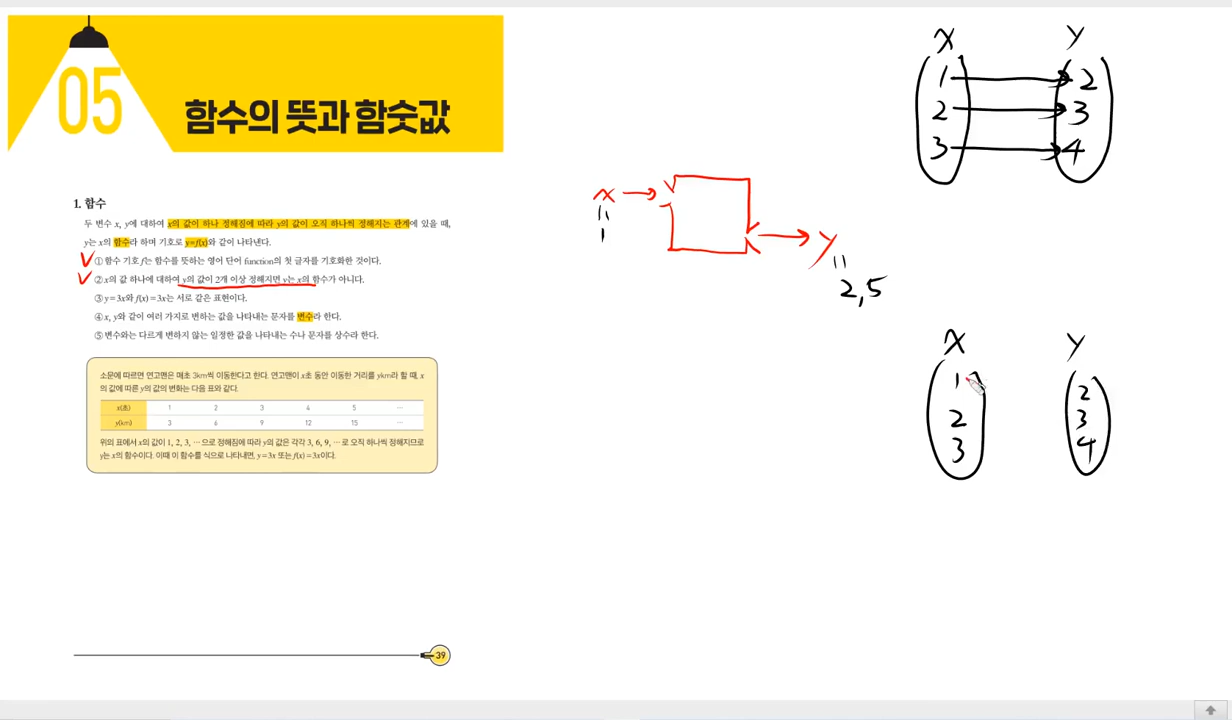 05
함수의 뜻과 함숫값
1. 함수
두 변수 x, y에 대하여 x의 값이 하나 정해짐에 따라 y의 값이 오직 하나씩 정해지는 관계에 있을 때,
y는 x의 함수라 하며 기호로 y=f(x)와 같이 나타낸다.
① 함수 기호 f는 함수를 뜻하는 영어 단어 function의 첫 글자를 기호화한 것이다.
② x의 값 하나에 대하여 y의 값이 2개 이상 정해지면 y는 x의 함수가 아니다.
③ y=3x와 f(x)=3x는 서로 같은 표현이다.
④ x, y와 같이 여러 가지로 변하는 값을 나타내는 문자를 변수라 한다.
⑤ 변수와는 다르게 변하지 않는 일정한 값을 나타내는 수나 문자를 상수라 한다.
소문에 따르면 연고맨은 매초 3km씩 이동한다고 한다. 연고맨이 x초 동안 이동한 거리를 ykm라 할 때, x
의 값에 따른 y의 값의 변화는 다음 표와 같다.
x(초) 1 2 3 4 5 …
y(km) 3 6 9 12 15 …
위의 표에서 x의 값이 1, 2, 3, …으로 정해짐에 따라 y의 값은 각각 3, 6, 9, …로 오직 하나씩 정해지므로
y는 x의 함수이다. 이때 이 함수를 식으로 나타내면, y=3x 또는 f(x)=3x이다.
39
x
1
y
2, 5
X Y
1 2
2 3
3 4
X Y
1 2
2 3
3 4